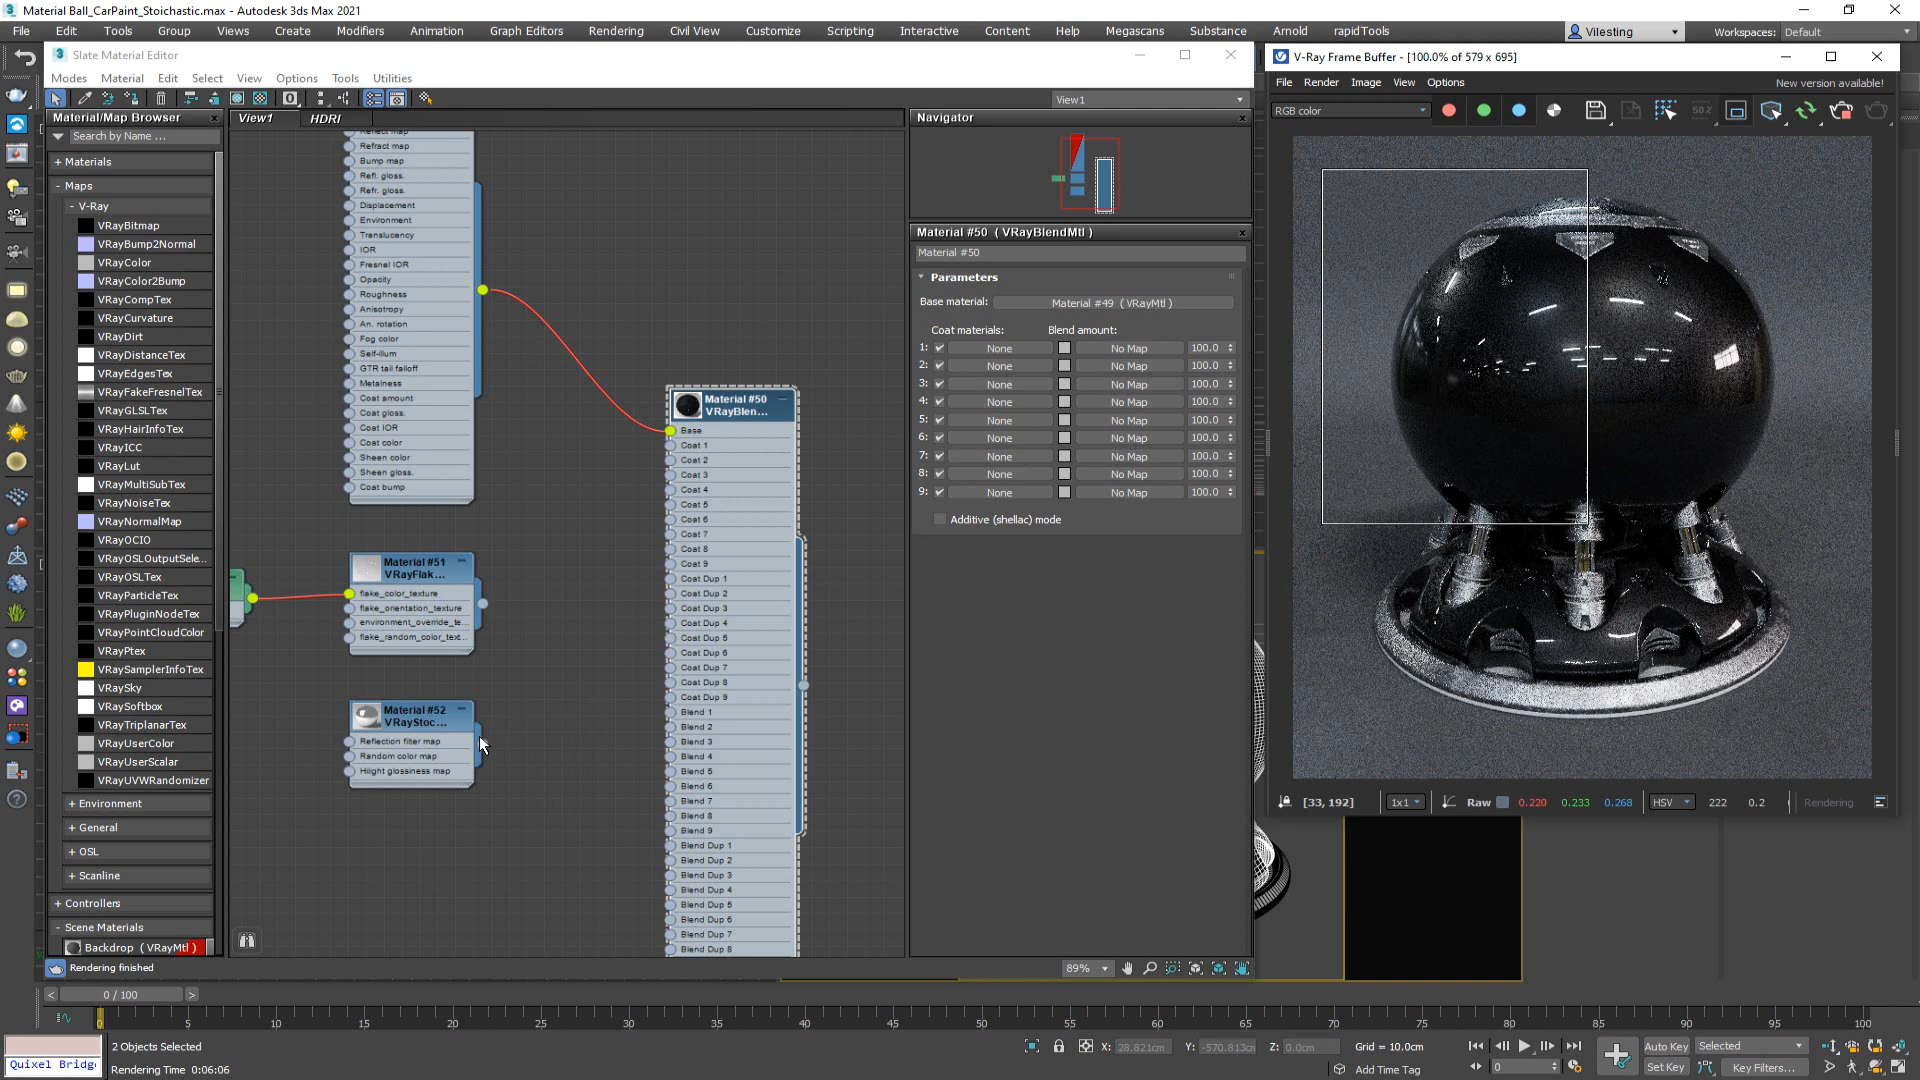 Material Ball_CarPaint_Stoichastic.max - Autodesk 3ds Max 2021
File Edit Tools Group Views Create Modifiers Animation Graph Editors Rendering Civil View Customize Scripting Interactive Content Help Megascans Substance Arnold rapidTools
Vilesting
Workspaces: Default
Slate Material Editor
Modes Material Edit Select View Options Tools Utilities
View1
Material/Map Browser
Search by Name ...
+ Materials
- Maps
- V-Ray
VRayBitmap
VRayBump2Normal
VRayColor
VRayColor2Bump
VRayCompTex
VRayCurvature
VRayDirt
VRayDistanceTex
VRayEdgesTex
VRayFakeFresnelTex
VRayGLSLTex
VRayHairInfoTex
VRayICC
VRayLut
VRayMultiSubTex
VRayNoiseTex
VRayNormalMap
VRayOCIO
VRayOSLOutputSele...
VRayOSLTex
VRayParticleTex
VRayPluginNodeTex
VRayPointCloudColor
VRayPtex
VRaySamplerInfoTex
VRaySky
VRaySoftbox
VRayTriplanarTex
VRayUserColor
VRayUserScalar
VRayUVWRandomizer
+ Environment
+ General
+ OSL
+ Scanline
+ Controllers
- Scene Materials
Backdrop ( VRayMtl )
Rendering finished
View1 HDRI
Reflect map
Refract map
Bump map
Refl. gloss.
Refr. gloss.
Displacement
Environment
Translucency
IOR
Fresnel IOR
Opacity
Roughness
Anisotropy
An. rotation
Fog color
Self-illum
GTR tail falloff
Metalness
Coat amount
Coat gloss.
Coat IOR
Coat color
Sheen color
Sheen gloss.
Coat bump
Material #51
VRayFlak...
flake_color_texture
flake_orientation_texture
environment_override_te...
flake_random_color_text...
Material #52
VRayStoc...
Reflection filter map
Random color map
Hilight glossiness map
Material #50
VRayBlen...
Base
Coat 1
Coat 2
Coat 3
Coat 4
Coat 5
Coat 6
Coat 7
Coat 8
Coat 9
Coat Dup 1
Coat Dup 2
Coat Dup 3
Coat Dup 4
Coat Dup 5
Coat Dup 6
Coat Dup 7
Coat Dup 8
Coat Dup 9
Blend 1
Blend 2
Blend 3
Blend 4
Blend 5
Blend 6
Blend 7
Blend 8
Blend 9
Blend Dup 1
Blend Dup 2
Blend Dup 3
Blend Dup 4
Blend Dup 5
Blend Dup 6
Blend Dup 7
Blend Dup 8
Navigator
Material #50 ( VRayBlendMtl )
Material #50
Parameters
Base material: Material #49 ( VRayMtl )
Coat materials: Blend amount:
1: None No Map 100.0
2: None No Map 100.0
3: None No Map 100.0
4: None No Map 100.0
5: None No Map 100.0
6: None No Map 100.0
7: None No Map 100.0
8: None No Map 100.0
9: None No Map 100.0
Additive (shellac) mode
89%
V-Ray Frame Buffer - [100.0% of 579 x 695]
File Render Image View Options
New version available!
RGB color
[33, 192] 1x1 Raw 0.220 0.233 0.268 HSV 222 0.2 Rendering
< 0 / 100 >
0 5 10 15 20 25 30 35 40 45 50 55 60 65 70 75 80 85 90 95 100
Quixel Bridg
2 Objects Selected
Rendering Time 0:06:06
X: 28.821cm Y: -570.813c Z: 0.0cm Grid = 10.0cm
Add Time Tag
0
Auto Key Selected
Set Key Key Filters...